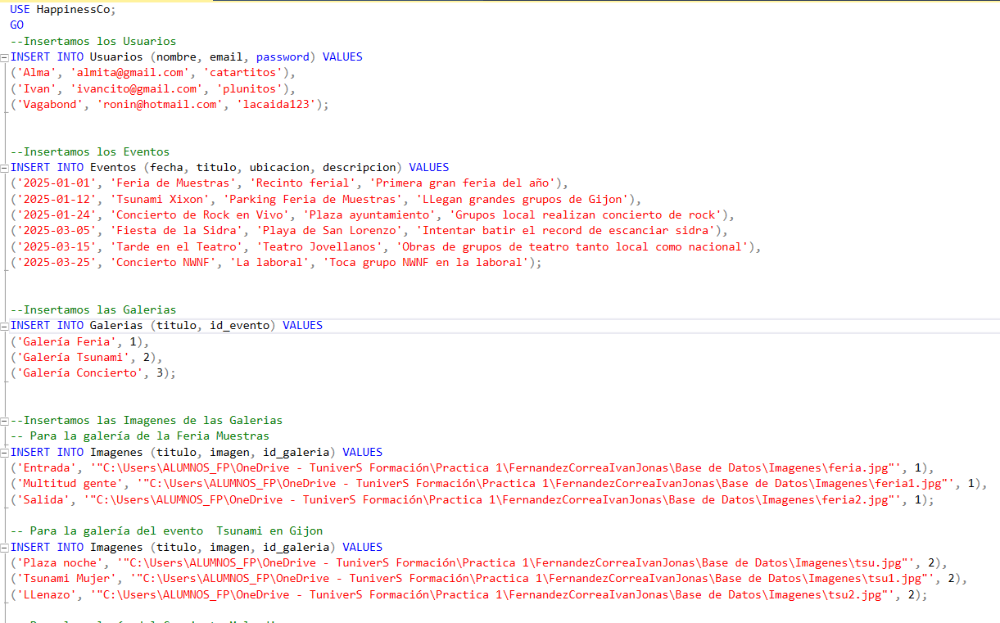 USE HappinessCo;
GO
--Insertamos los Usuarios
INSERT INTO Usuarios (nombre, email, password) VALUES
('Alma', 'almita@gmail.com', 'catartitos'),
('Ivan', 'ivancito@gmail.com', 'plunitos'),
('Vagabond', 'ronin@hotmail.com', 'lacaida123');
--Insertamos los Eventos
INSERT INTO Eventos (fecha, titulo, ubicacion, descripcion) VALUES
('2025-01-01', 'Feria de Muestras', 'Recinto ferial', 'Primera gran feria del año'),
('2025-01-12', 'Tsunami Xixon', 'Parking Feria de Muestras', 'LLegan grandes grupos de Gijon'),
('2025-01-24', 'Concierto de Rock en Vivo', 'Plaza ayuntamiento', 'Grupos local realizan concierto de rock'),
('2025-03-05', 'Fiesta de la Sidra', 'Playa de San Lorenzo', 'Intentar batir el record de escanciar sidra'),
('2025-03-15', 'Tarde en el Teatro', 'Teatro Jovellanos', 'Obras de grupos de teatro tanto local como nacional'),
('2025-03-25', 'Concierto NWNF', 'La laboral', 'Toca grupo NWNF en la laboral');
--Insertamos las Galerias
INSERT INTO Galerias (titulo, id_evento) VALUES
('Galería Feria', 1),
('Galería Tsunami', 2),
('Galería Concierto', 3);
--Insertamos las Imagenes de las Galerias
-- Para la galería de la Feria Muestras
INSERT INTO Imagenes (titulo, imagen, id_galeria) VALUES
('Entrada', '"C:\Users\ALUMNOS_FP\OneDrive - TuniverS Formación\Practica 1\FernandezCorreaIvanJonas\Base de Datos\Imagenes\feria.jpg"', 1),
('Multitud gente', '"C:\Users\ALUMNOS_FP\OneDrive - TuniverS Formación\Practica 1\FernandezCorreaIvanJonas\Base de Datos\Imagenes\feria1.jpg"', 1),
('Salida', '"C:\Users\ALUMNOS_FP\OneDrive - TuniverS Formación\Practica 1\FernandezCorreaIvanJonas\Base de Datos\Imagenes\feria2.jpg"', 1);
-- Para la galería del evento  Tsunami en Gijon
INSERT INTO Imagenes (titulo, imagen, id_galeria) VALUES
('Plaza noche', '"C:\Users\ALUMNOS_FP\OneDrive - TuniverS Formación\Practica 1\FernandezCorreaIvanJonas\Base de Datos\Imagenes\tsu.jpg"', 2),
('Tsunami Mujer', '"C:\Users\ALUMNOS_FP\OneDrive - TuniverS Formación\Practica 1\FernandezCorreaIvanJonas\Base de Datos\Imagenes\tsu1.jpg"', 2),
('LLenazo', '"C:\Users\ALUMNOS_FP\OneDrive - TuniverS Formación\Practica 1\FernandezCorreaIvanJonas\Base de Datos\Imagenes\tsu2.jpg"', 2);